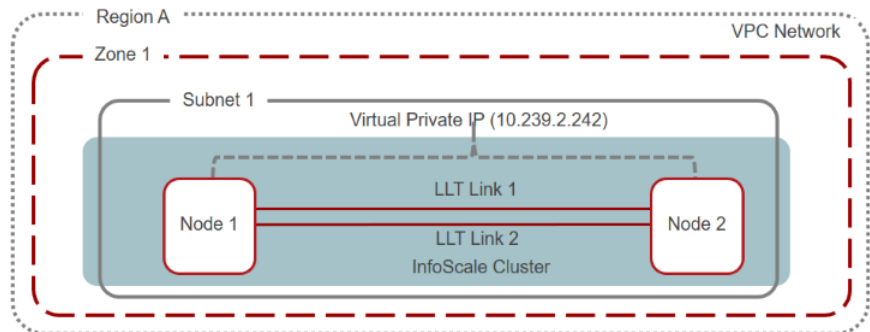 Region A
VPC Network
Zone 1
Subnet 1
Virtual Private IP (10.239.2.242)
LLT Link 1
Node 1
Node 2
LLT Link 2
InfoScale Cluster